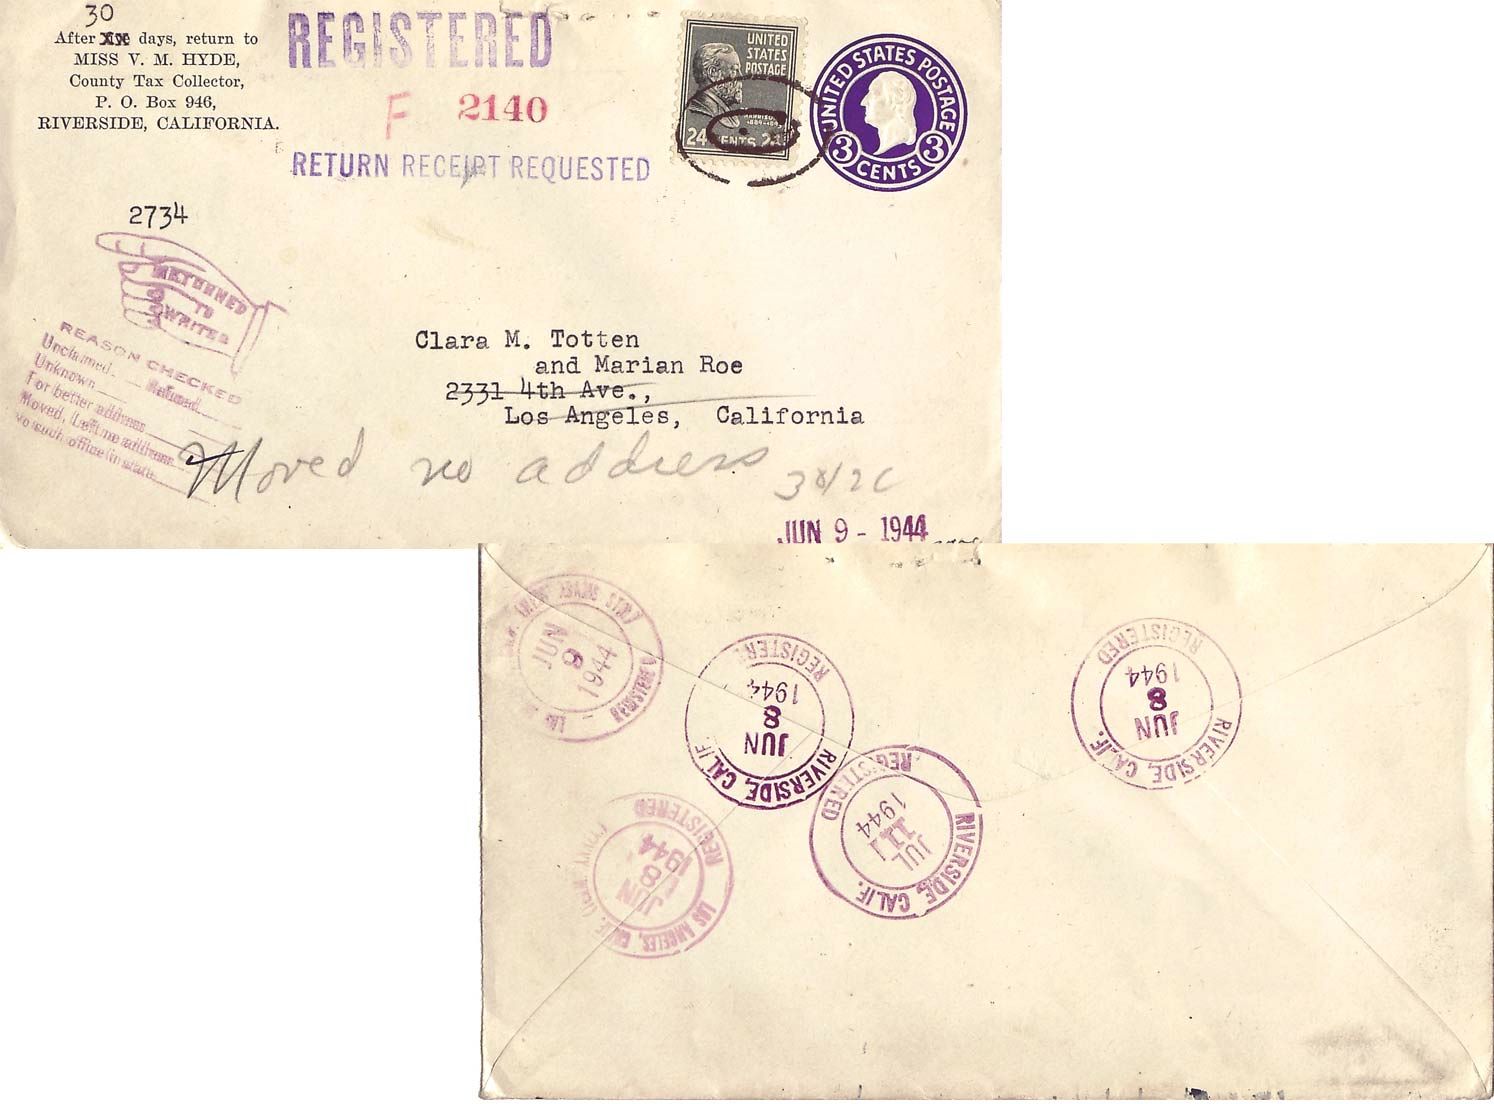 30
After six days, return to
MISS V. M. HYDE,
County Tax Collector,
P. O. Box 946,
RIVERSIDE, CALIFORNIA.
REGISTERED
F 2140
RETURN RECEIPT REQUESTED
UNITED
STATES
POSTAGE
HARRISON
24 CENTS 24
UNITED STATES POSTAGE
3 3
CENTS
2734
RETURNED
TO
WRITER
REASON CHECKED
Unclaimed Refused
Unknown
For better address
Moved, Left no address
No such office in state
Clara M. Totten
and Marian Roe
2331 4th Ave.,
Los Angeles, California
Moved no address
JUN 9 - 1944
JUN
9
1944
REGISTERED
REGISTERED
1944
8
JUN
RIVERSIDE, CALIF.
REGISTERED
1944
8
JUN
RIVERSIDE, CALIF.
REGISTERED
1944
11
JUL
RIVERSIDE, CALIF.
REGISTERED
1944
8
JUN
LOS ANGELES, CALIF.